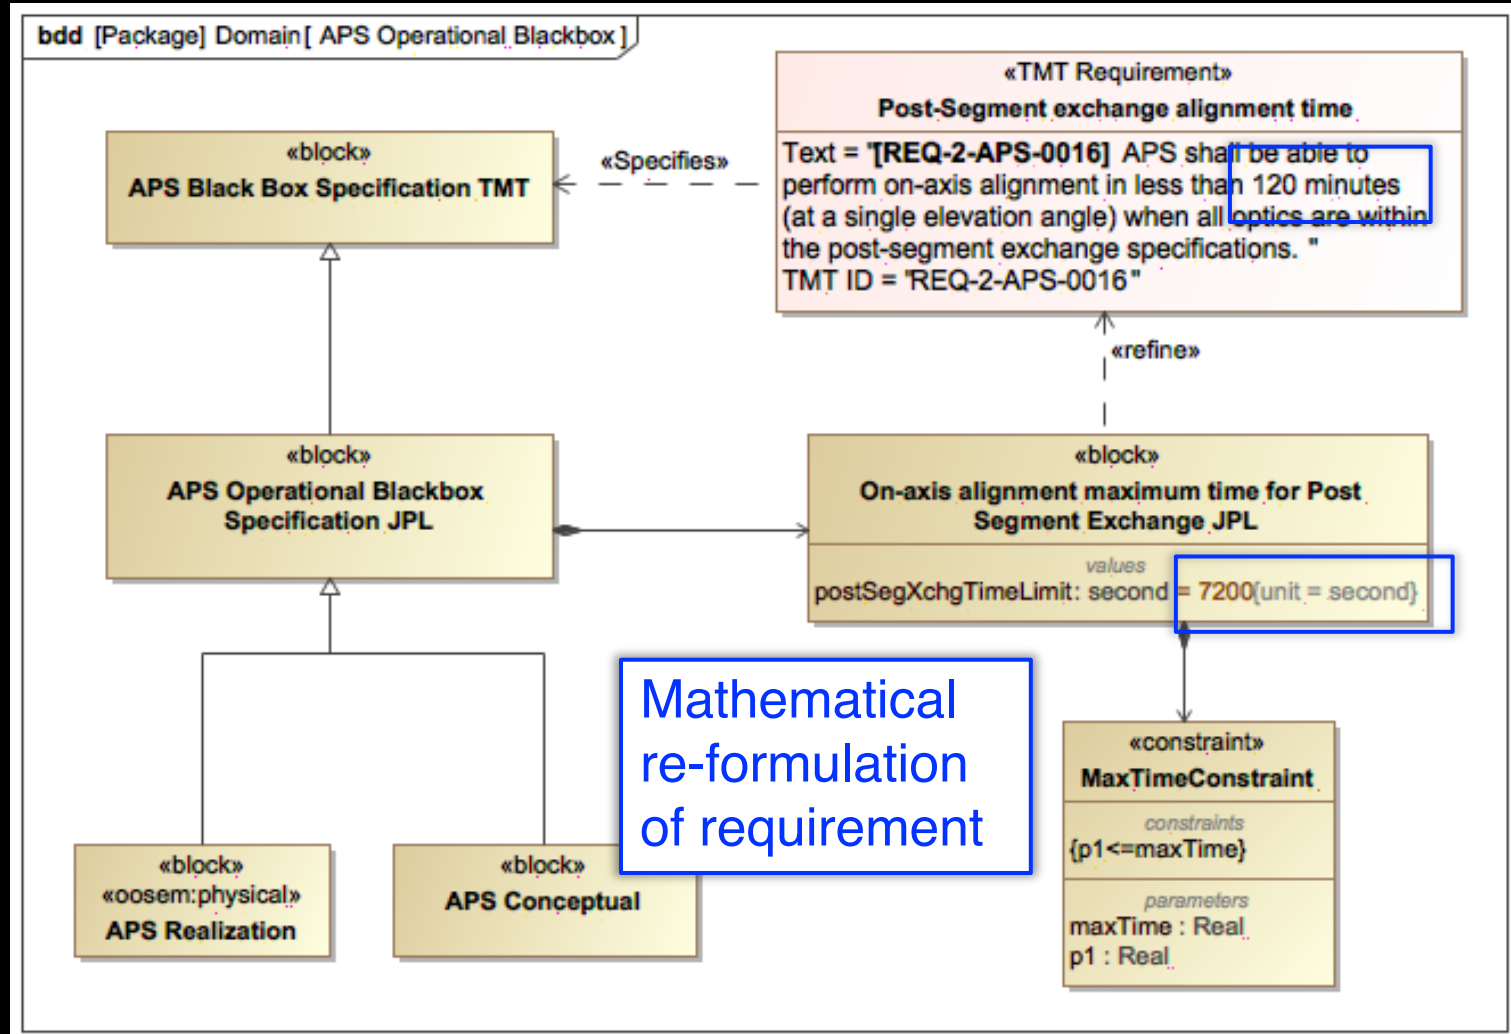 bdd [Package] Domain[ APS Operational Blackbox ]
«TMT Requirement»
Post-Segment exchange alignment time
Text = "[REQ-2-APS-0016] APS shall be able to
perform on-axis alignment in less than 120 minutes
(at a single elevation angle) when all optics are within
the post-segment exchange specifications. "
TMT ID = "REQ-2-APS-0016"
«block»
APS Black Box Specification TMT
«Specifies»
«refine»
«block»
APS Operational Blackbox
Specification JPL
«block»
On-axis alignment maximum time for Post
Segment Exchange JPL
values
postSegXchgTimeLimit: second = 7200{unit = second}
Mathematical
re-formulation
of requirement
«constraint»
MaxTimeConstraint
constraints
{p1<=maxTime}
parameters
maxTime : Real
p1 : Real
«block»
«oosem:physical»
APS Realization
«block»
APS Conceptual